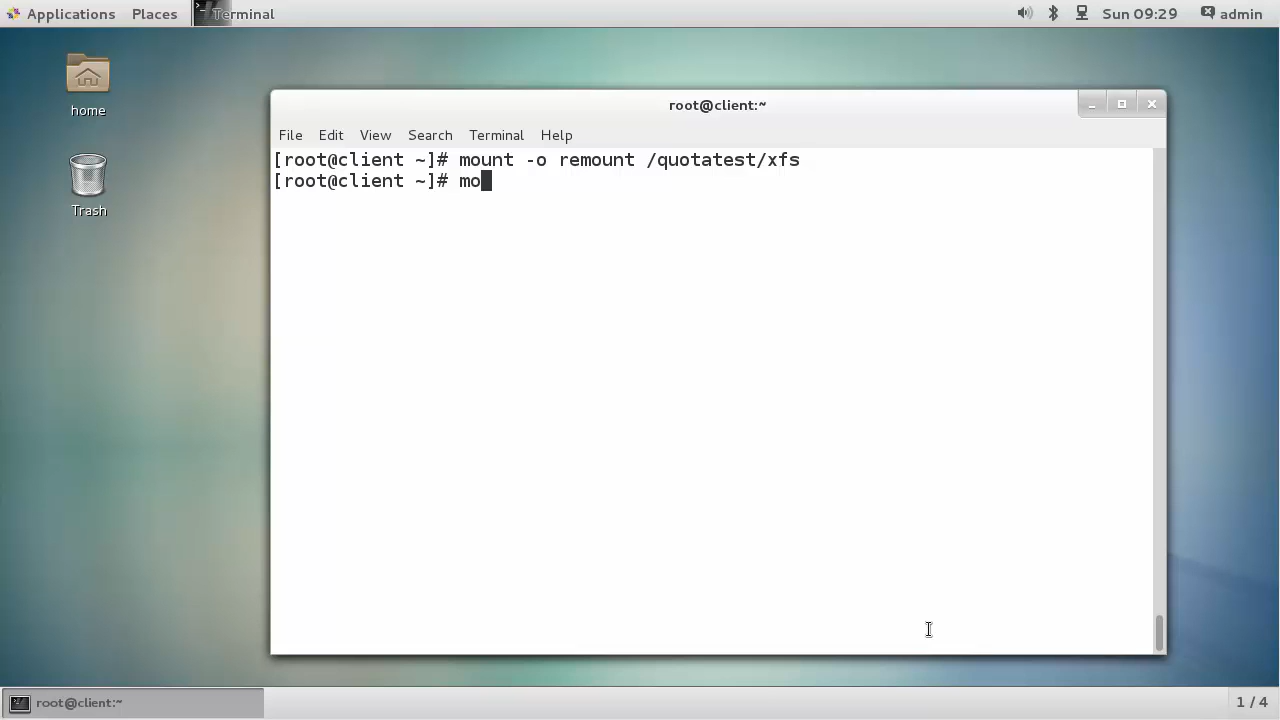 Applications Places Terminal Sun 09:29 admin
home
Trash
root@client:~
File Edit View Search Terminal Help
[root@client ~]# mount -o remount /quotatest/xfs
[root@client ~]# mo
root@client:~ 1 / 4